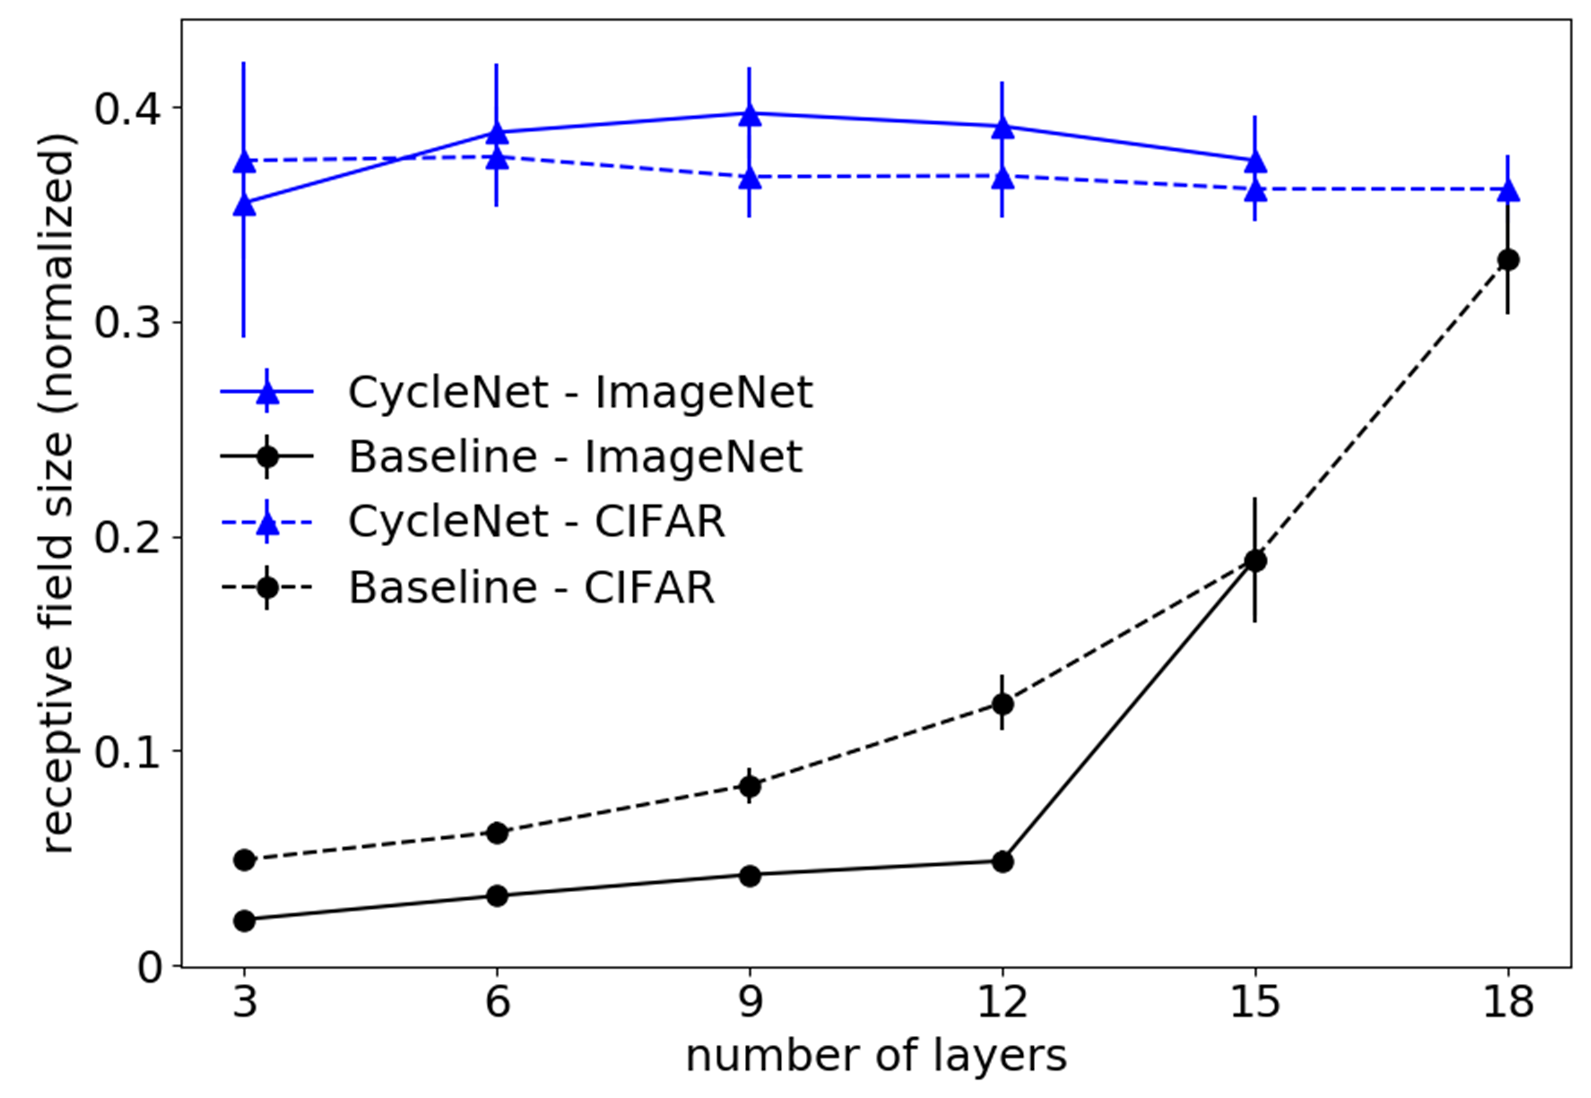 receptive field size (normalized)
0.4
0.3
0.2
0.1
0
CycleNet - ImageNet
Baseline - ImageNet
CycleNet - CIFAR
Baseline - CIFAR
3 6 9 12 15 18
number of layers